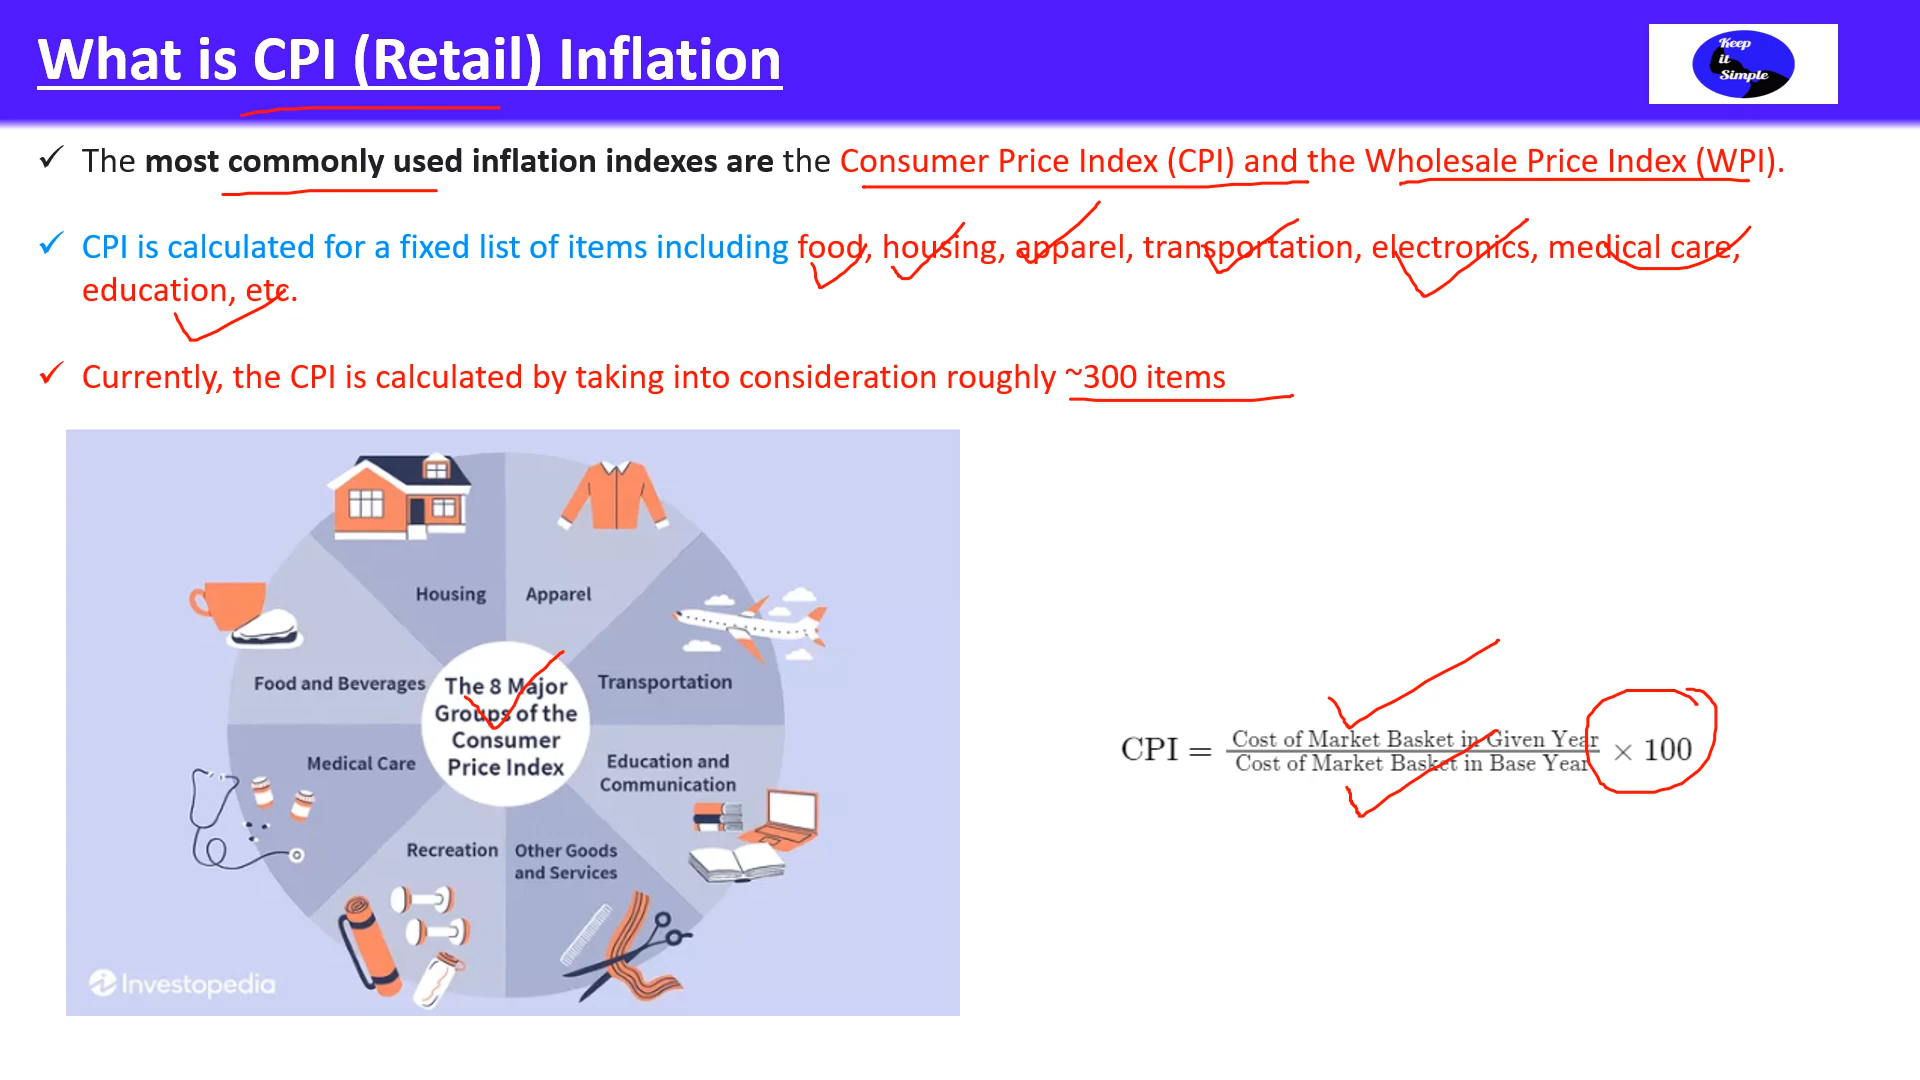 What is CPI (Retail) Inflation
Keep
it
Simple
The most commonly used inflation indexes are the Consumer Price Index (CPI) and the Wholesale Price Index (WPI).
CPI is calculated for a fixed list of items including food, housing, apparel, transportation, electronics, medical care,
education, etc.
Currently, the CPI is calculated by taking into consideration roughly ~300 items
Housing
Apparel
Food and Beverages
Transportation
The 8 Major
Groups of the
Consumer
Price Index
Medical Care
Education and
Communication
Recreation
Other Goods
and Services
Investopedia
CPI = Cost of Market Basket in Given Year
Cost of Market Basket in Base Year
× 100